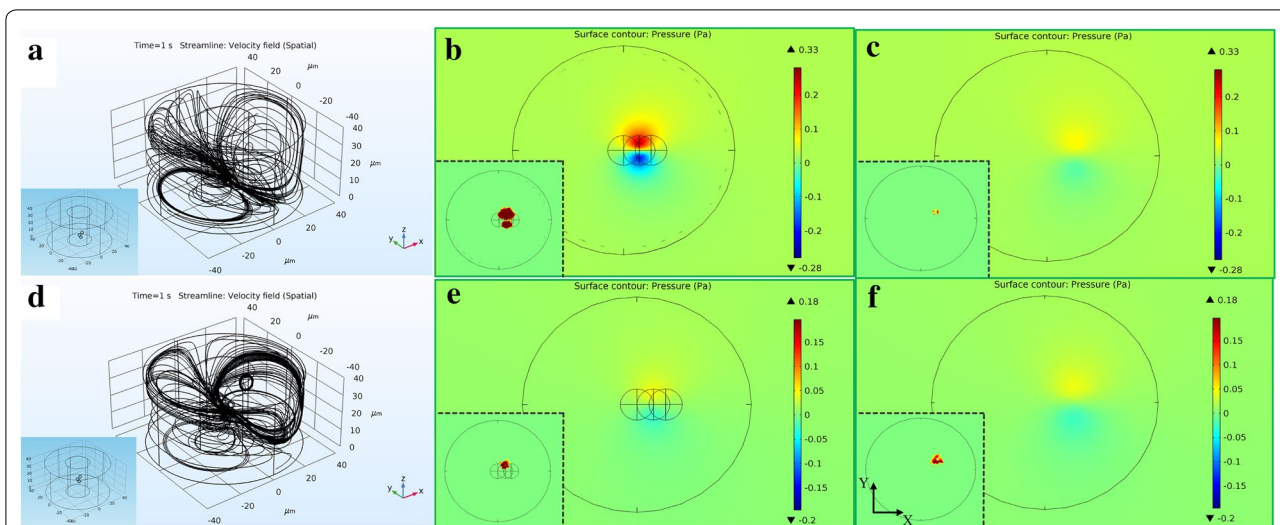 a
Time=1 s Streamline: Velocity field (Spatial)
40
20
μm
0
-20
-40
40
30
20
μm
10
0
40
20
0
μm
-20
-40
z
y
x
b
Surface contour: Pressure (Pa)
▲ 0.33
0.2
0.1
0
-0.1
-0.2
▼ -0.28
c
Surface contour: Pressure (Pa)
▲ 0.33
0.2
0.1
0
-0.1
-0.2
▼ -0.28
d
Time=1 s Streamline: Velocity field (Spatial)
40
20
μm
0
-20
-40
40
30
20
μm
10
0
40
20
0
μm
-20
-40
z
y
x
e
Surface contour: Pressure (Pa)
▲ 0.18
0.15
0.1
0.05
0
-0.05
-0.1
-0.15
▼ -0.2
f
Surface contour: Pressure (Pa)
▲ 0.18
0.15
0.1
0.05
0
-0.05
-0.1
-0.15
▼ -0.2
Y
X